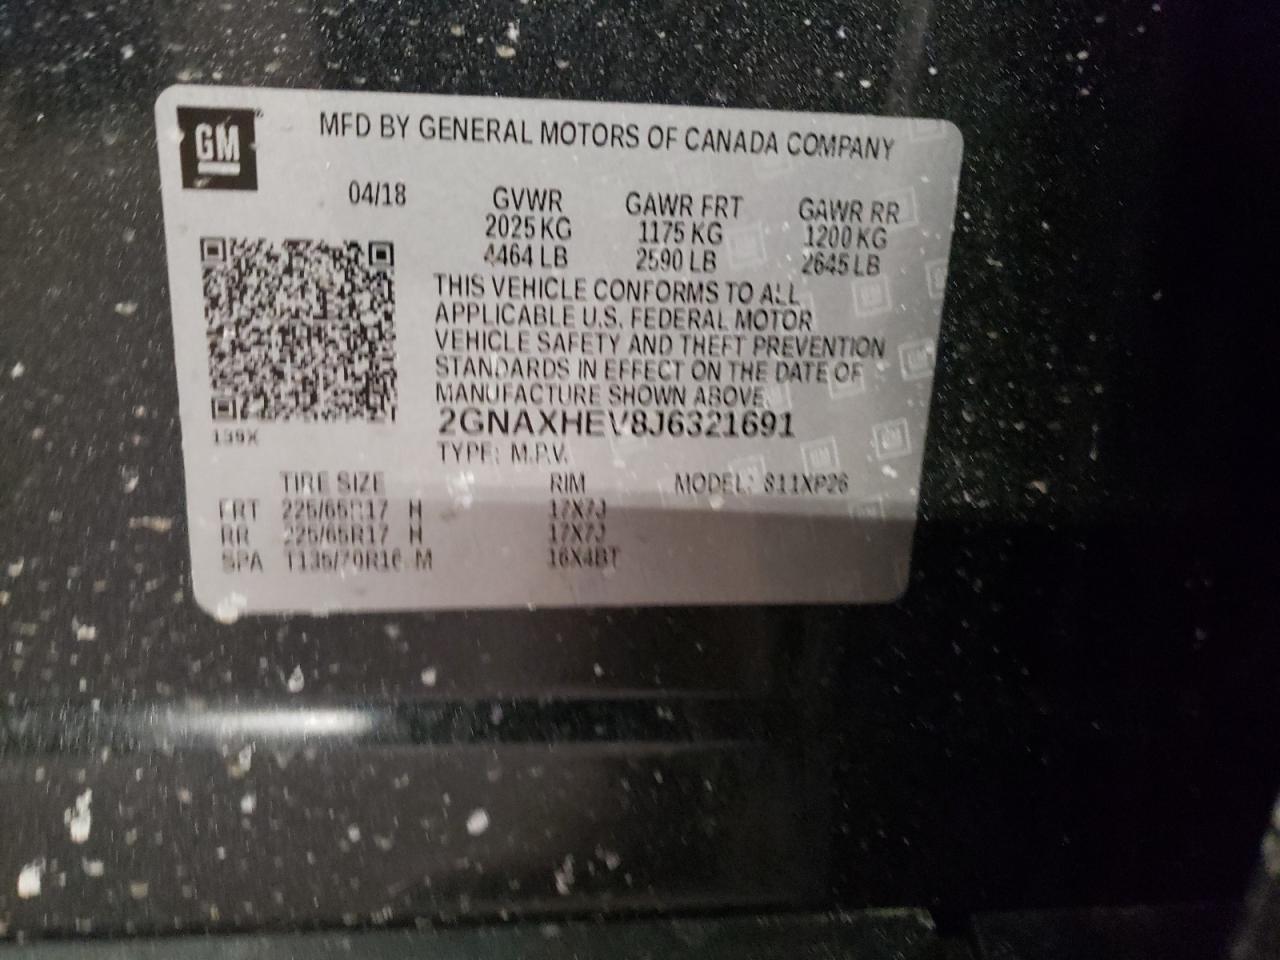 GM
MFD BY GENERAL MOTORS OF CANADA COMPANY
04/18 GVWR GAWR FRT GAWR RR
2025 KG 1175 KG 1200 KG
4464 LB 2590 LB 2645 LB
THIS VEHICLE CONFORMS TO ALL
APPLICABLE U.S. FEDERAL MOTOR
VEHICLE SAFETY AND THEFT PREVENTION
STANDARDS IN EFFECT ON THE DATE OF
MANUFACTURE SHOWN ABOVE.
2GNAXHEV8J6321691
139X
TYPE: M.P.V.
TIRE SIZE RIM MODEL: 811XP26
FRT 225/65R17 H 17X7J
RR 225/65R17 H 17X7J
SPA T135/70R16 M 16X4BT